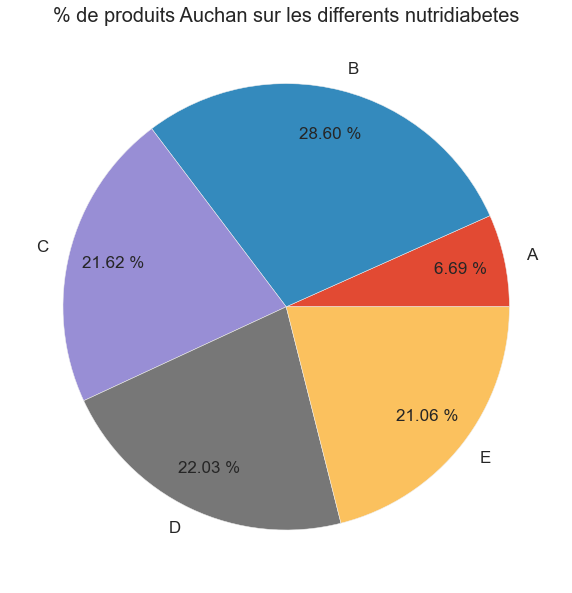 % de produits Auchan sur les differents nutridiabetes
B
28.60 %
A
6.69 %
C
21.62 %
21.06 %
E
22.03 %
D